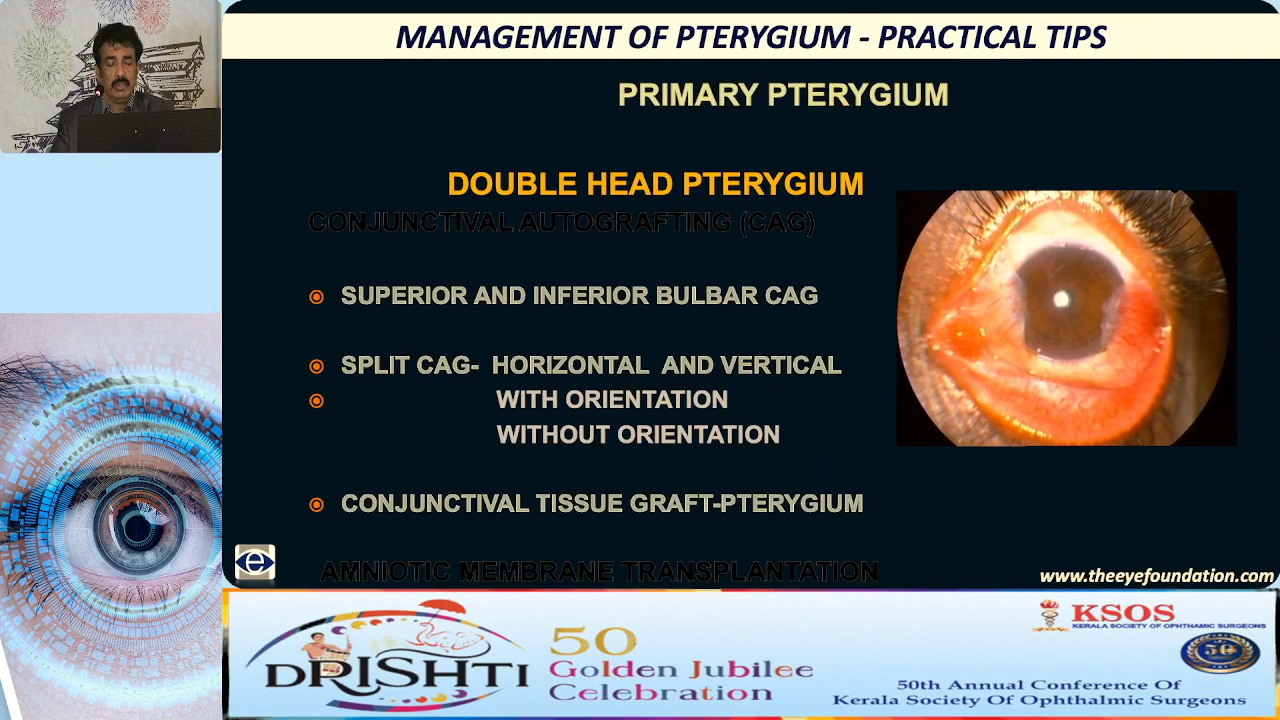 MANAGEMENT OF PTERYGIUM - PRACTICAL TIPS
PRIMARY PTERYGIUM
DOUBLE HEAD PTERYGIUM
CONJUNCTIVAL AUTOGRAFTING (CAG)
SUPERIOR AND INFERIOR BULBAR CAG
SPLIT CAG- HORIZONTAL AND VERTICAL
WITH ORIENTATION
WITHOUT ORIENTATION
CONJUNCTIVAL TISSUE GRAFT-PTERYGIUM
AMNIOTIC MEMBRANE TRANSPLANTATION
e
www.theeyefoundation.com
DRISHTI
50
Golden Jubilee
Celebration
KSOS
KERALA SOCIETY OF OPHTHAMIC SURGEONS
50
50th Annual Conference Of
Kerala Society Of Ophthalmic Surgeons